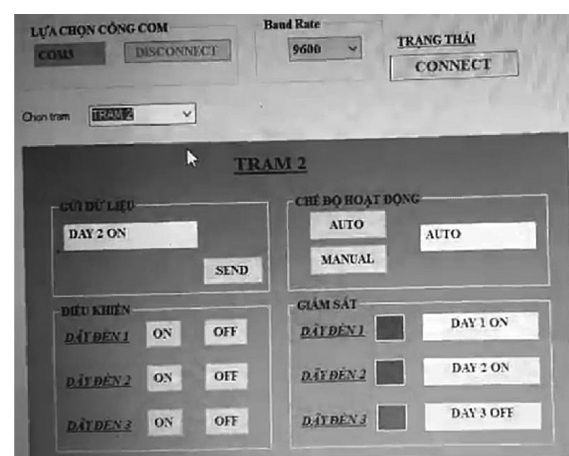 LỰA CHỌN CỔNG COM
COM3
DISCONNECT
Baud Rate
9600
TRẠNG THÁI
CONNECT
Chọn tram
TRAM 2
TRAM 2
GỬI DỮ LIỆU
DAY 2 ON
SEND
CHẾ ĐỘ HOẠT ĐỘNG
AUTO
MANUAL
AUTO
ĐIỀU KHIỂN
DÃY ĐÈN 1
ON
OFF
DÃY ĐÈN 2
ON
OFF
DÃY ĐÈN 3
ON
OFF
GIÁM SÁT
DÃY ĐÈN 1
DAY 1 ON
DÃY ĐÈN 2
DAY 2 ON
DÃY ĐÈN 3
DAY 3 OFF